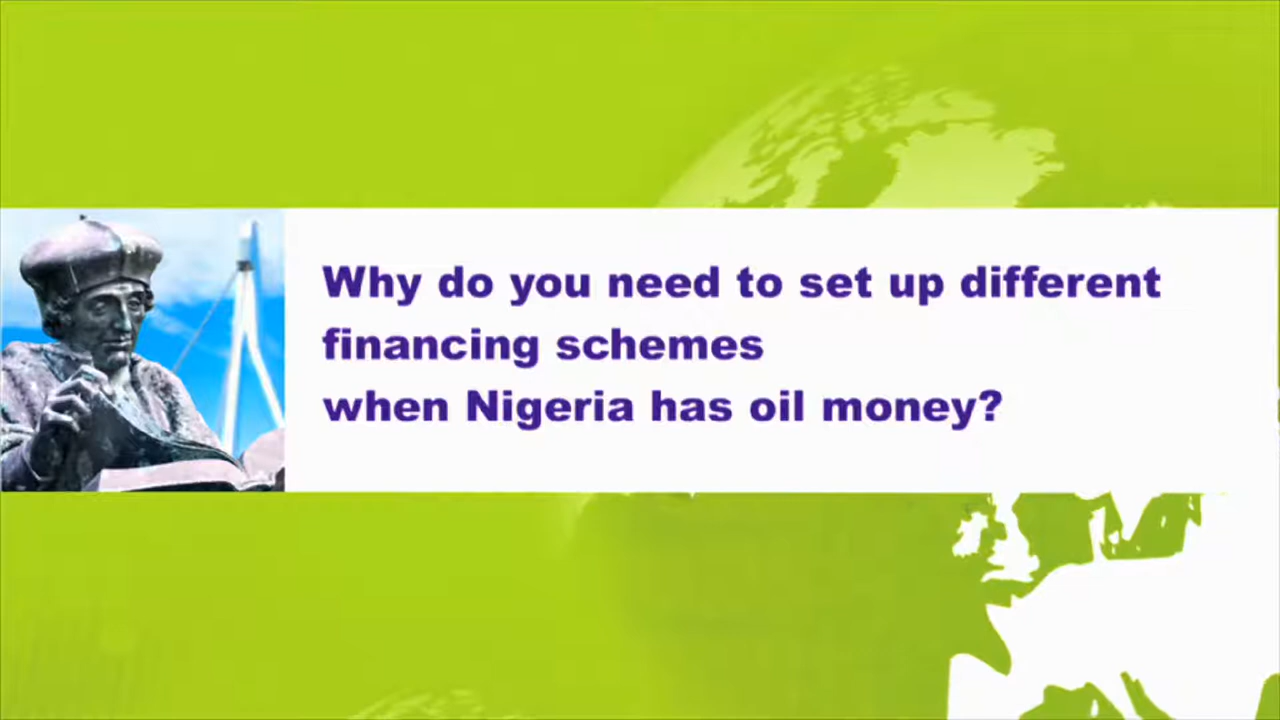 Why do you need to set up different
financing schemes
when Nigeria has oil money?